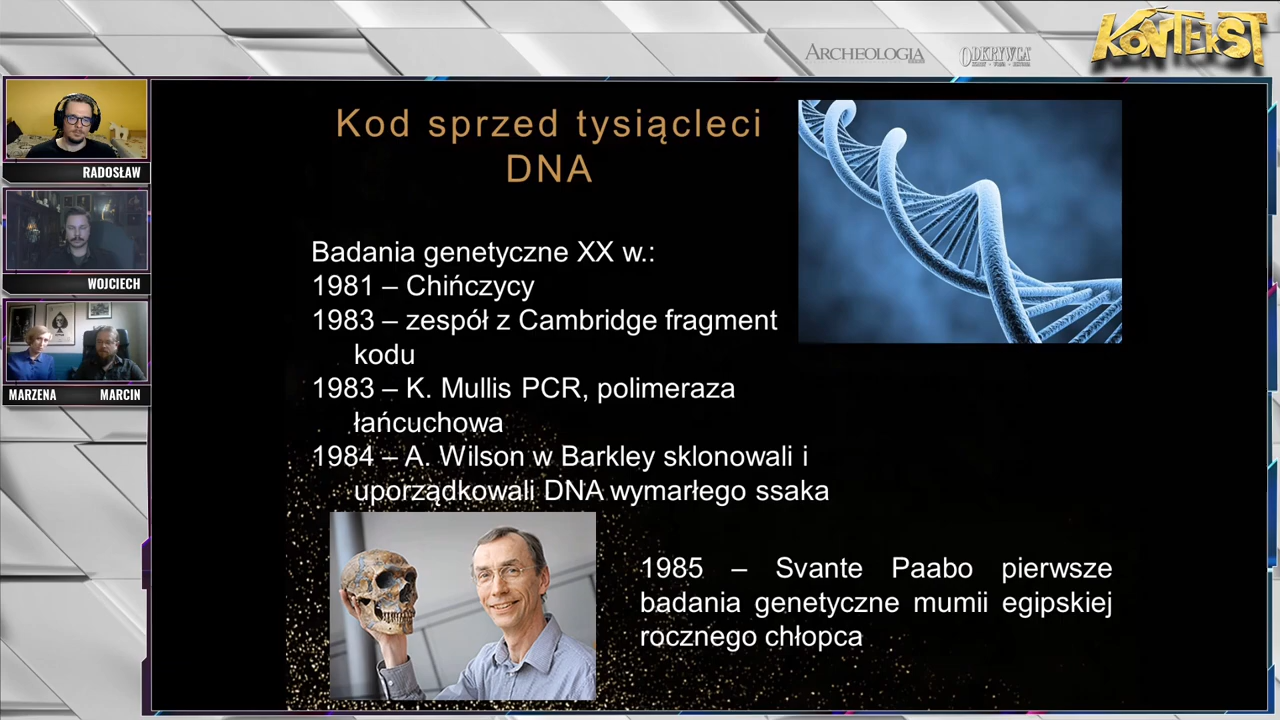 ARCHEOLOGIA
ODKRYWCA
KONTEKST
RADOSŁAW
WOJCIECH
MARZENA
MARCIN
Kod sprzed tysiącleci
DNA
Badania genetyczne XX w.:
1981 – Chińczycy
1983 – zespół z Cambridge fragment
kodu
1983 – K. Mullis PCR, polimeraza
łańcuchowa
1984 – A. Wilson w Barkley sklonowali i
uporządkowali DNA wymarłego ssaka
1985 – Svante Paabo pierwsze
badania genetyczne mumii egipskiej
rocznego chłopca